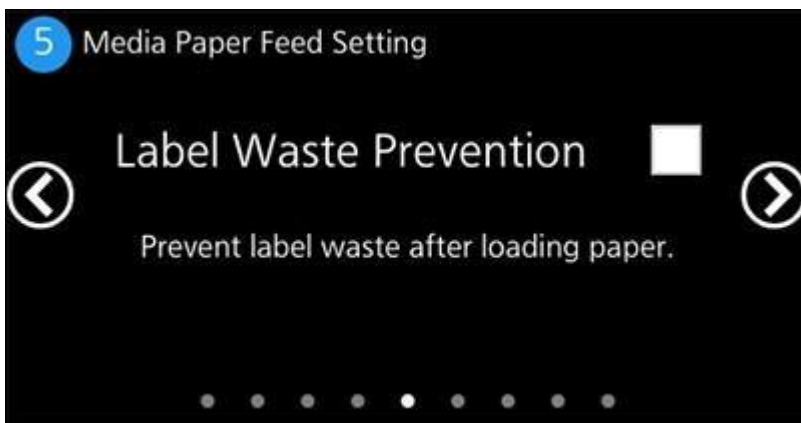 5 Media Paper Feed Setting
Label Waste Prevention
Prevent label waste after loading paper.